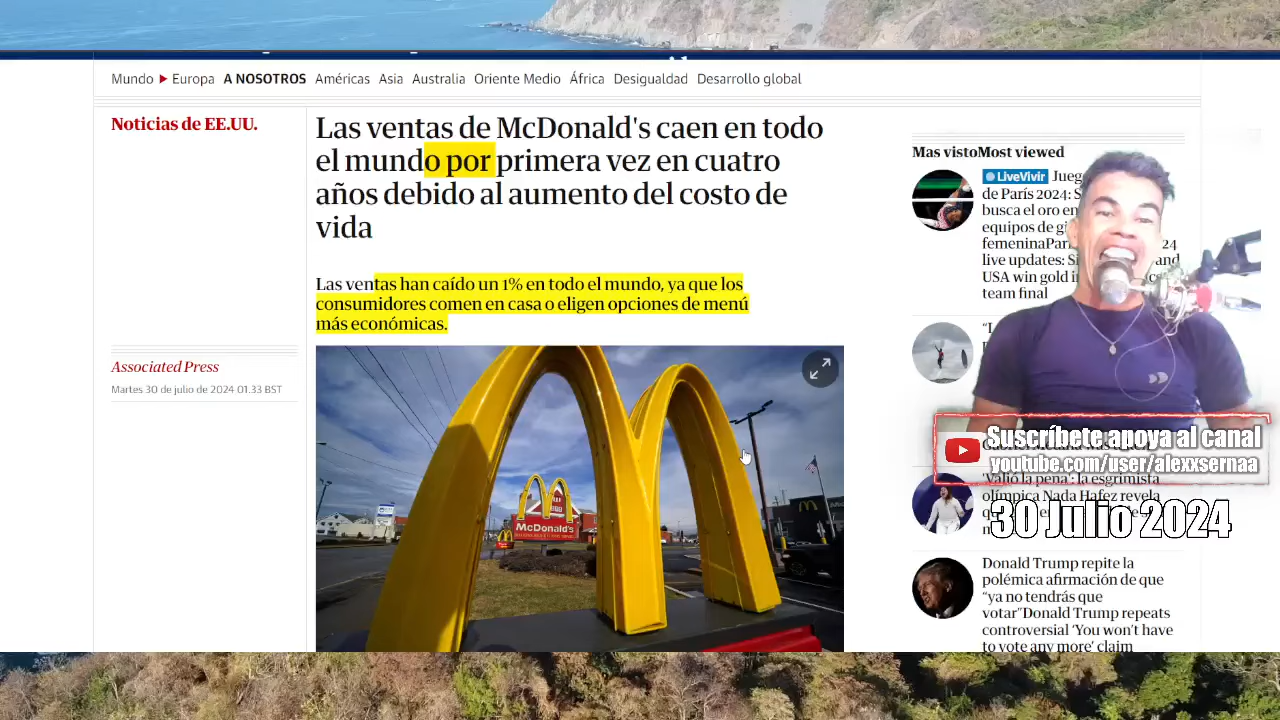 Mundo Europa A NOSOTROS Américas Asia Australia Oriente Medio África Desigualdad Desarrollo global
Noticias de EE.UU.
Las ventas de McDonald's caen en todo
el mundo por primera vez en cuatro
años debido al aumento del costo de
vida
Las ventas han caído un 1% en todo el mundo, ya que los
consumidores comen en casa o eligen opciones de menú
más económicas.
Associated Press
Martes 30 de julio de 2024 01.33 BST
McDonald's
Mas vistoMost viewed
LiveVivir
de París 2024: S
busca el oro en
equipos de gi
live updates: Si
and
USA win gold i
team final
Suscríbete apoya al canal
youtube.com/user/alexxsernaa
'Valió la pena': la esgrimista
olímpica Nada Hafez revela
30 Julio 2024
Donald Trump repite la
polémica afirmación de que
“ya no tendrás que
votar”Donald Trump repeats
controversial ‘You won’t have
to vote any more’ claim